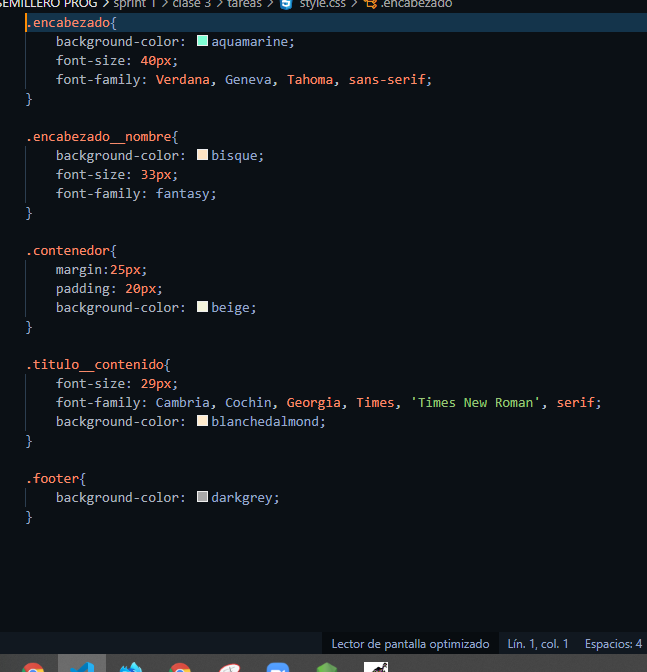 SEMILLERO PROG > sprint 1 > clase 3 > tareas > style.css > .encabezado
.encabezado{
background-color: aquamarine;
font-size: 40px;
font-family: Verdana, Geneva, Tahoma, sans-serif;
}
.encabezado__nombre{
background-color: bisque;
font-size: 33px;
font-family: fantasy;
}
.contenedor{
margin:25px;
padding: 20px;
background-color: beige;
}
.titulo__contenido{
font-size: 29px;
font-family: Cambria, Cochin, Georgia, Times, 'Times New Roman', serif;
background-color: blanchedalmond;
}
.footer{
background-color: darkgrey;
}
Lector de pantalla optimizado Lín. 1, col. 1 Espacios: 4